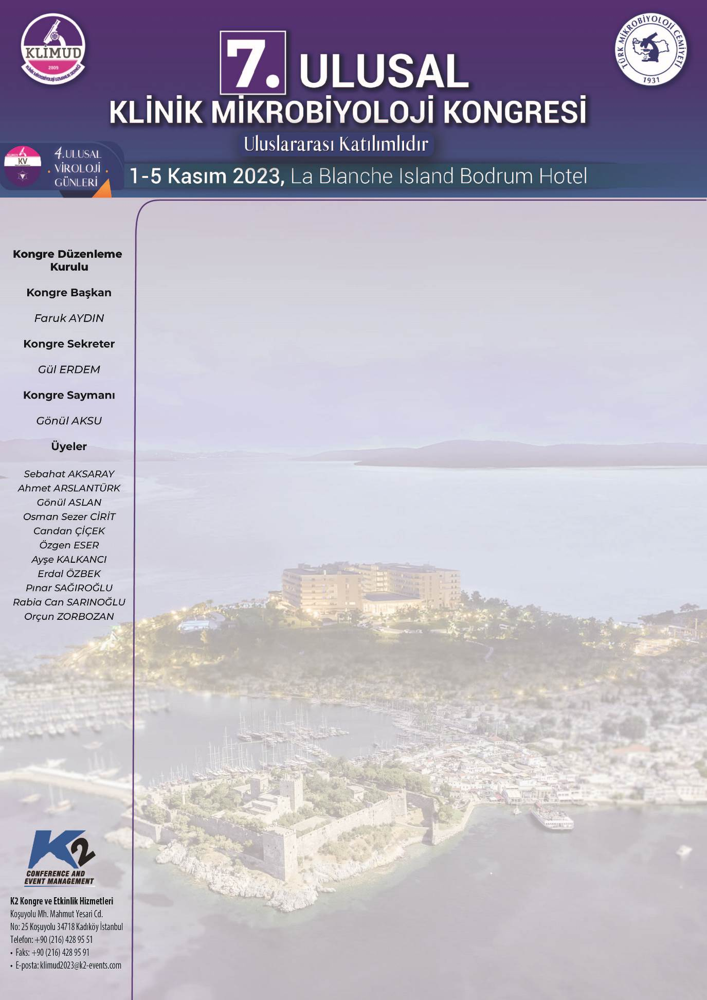 KLİMUD
2009
KLİNİK MİKROBİYOLOJİ UZMANLIK DERNEĞİ
TÜRK MİKROBİYOLOJİ CEMİYETİ
1931
7. ULUSAL
KLİNİK MİKROBİYOLOJİ KONGRESİ
Uluslararası Katılımlıdır
KLIMUD
KV
4.ULUSAL
VİROLOJİ
GÜNLERİ
1-5 Kasım 2023, La Blanche Island Bodrum Hotel
Kongre Düzenleme
Kurulu
Kongre Başkan
Faruk AYDIN
Kongre Sekreter
Gül ERDEM
Kongre Saymanı
Gönül AKSU
Üyeler
Sebahat AKSARAY
Ahmet ARSLANTÜRK
Gönül ASLAN
Osman Sezer CİRİT
Candan ÇİÇEK
Özgen ESER
Ayşe KALKANCI
Erdal ÖZBEK
Pınar SAĞIROĞLU
Rabia Can SARINOĞLU
Orçun ZORBOZAN
K2
CONFERENCE AND
EVENT MANAGEMENT
K2 Kongre ve Etkinlik Hizmetleri
Koşuyolu Mh. Mahmut Yesari Cd.
No: 25 Koşuyolu 34718 Kadıköy İstanbul
Telefon: +90 (216) 428 95 51
• Faks: +90 (216) 428 95 91
• E-posta: klimud2023@k2-events.com